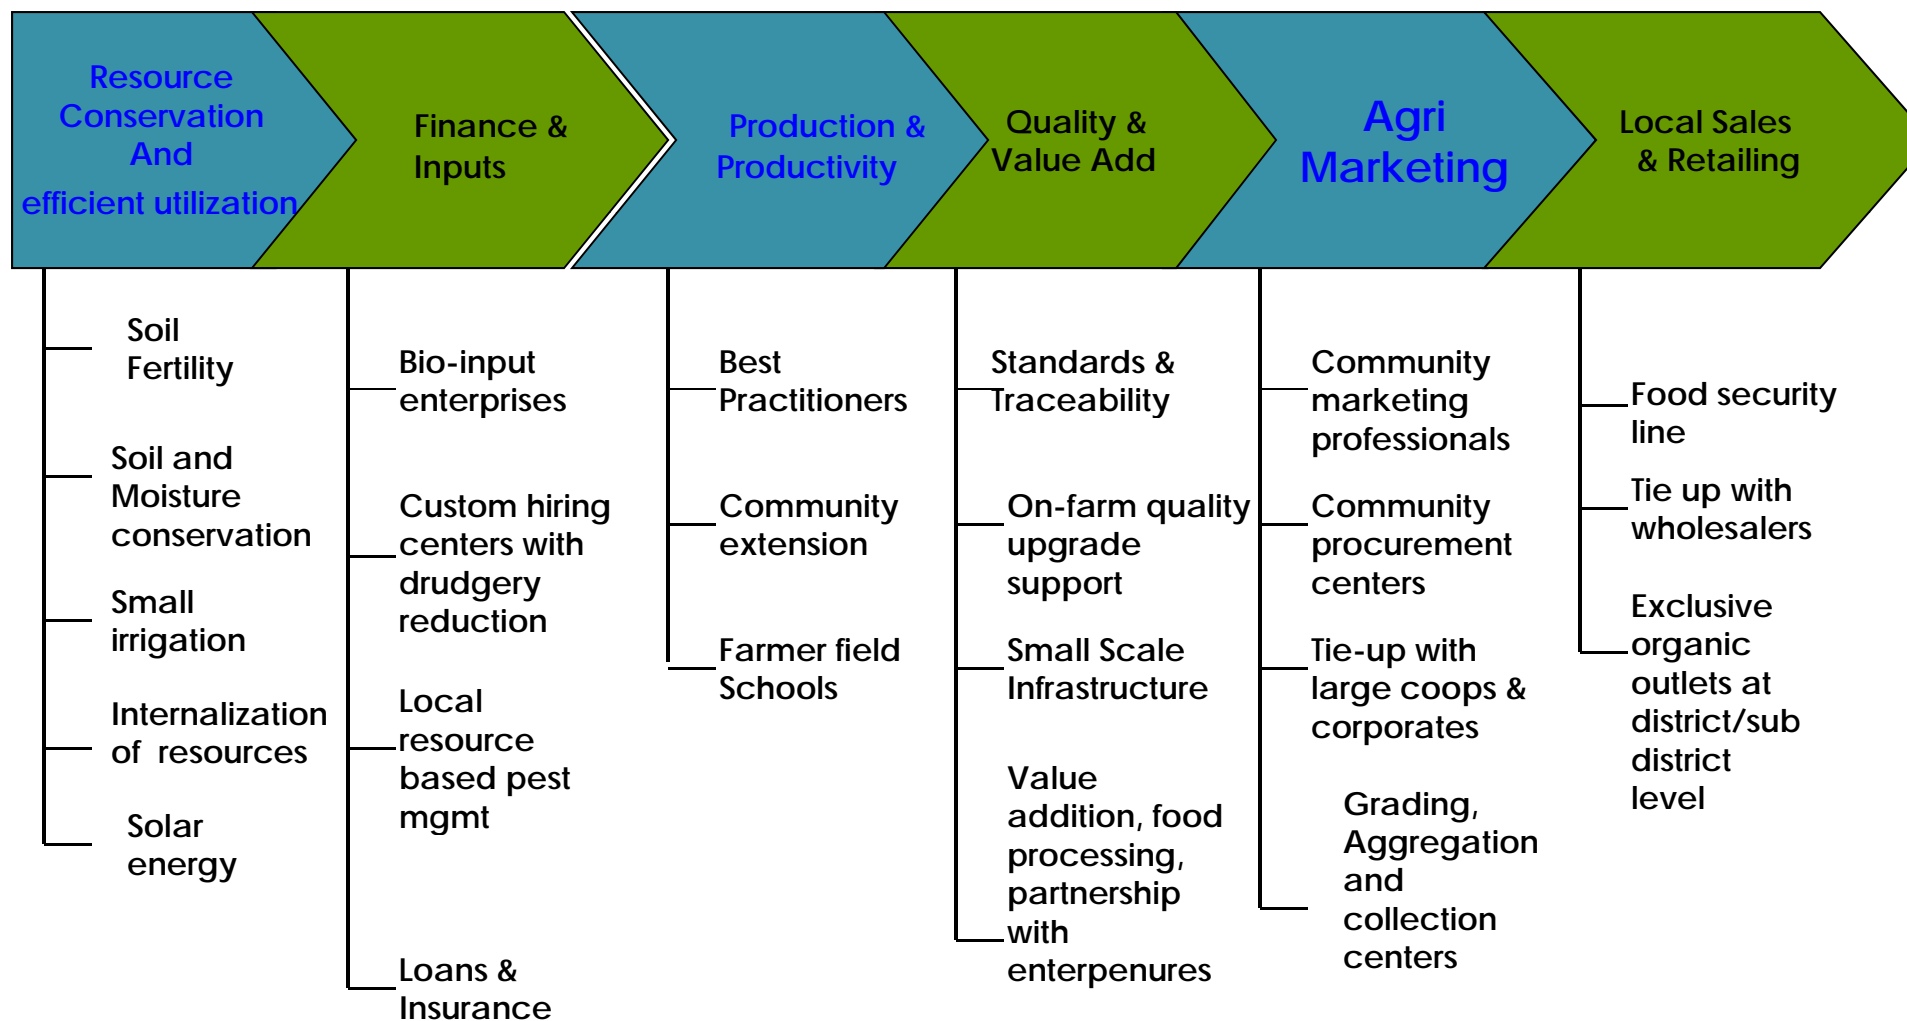 Resource
Conservation
And
efficient utilization
Finance &
Inputs
Production &
Productivity
Quality &
Value Add
Agri
Marketing
Local Sales
& Retailing
Soil
Fertility
Soil and
Moisture
conservation
Small
irrigation
Internalization
of resources
Solar
energy
Bio-input
enterprises
Custom hiring
centers with
drudgery
reduction
Local
resource
based pest
mgmt
Loans &
Insurance
Best
Practitioners
Community
extension
Farmer field
Schools
Standards &
Traceability
On-farm quality
upgrade
support
Small Scale
Infrastructure
Value
addition, food
processing,
partnership
with
enterpenures
Community
marketing
professionals
Community
procurement
centers
Tie-up with
large coops &
corporates
Grading,
Aggregation
and
collection
centers
Food security
line
Tie up with
wholesalers
Exclusive
organic
outlets at
district/sub
district
level